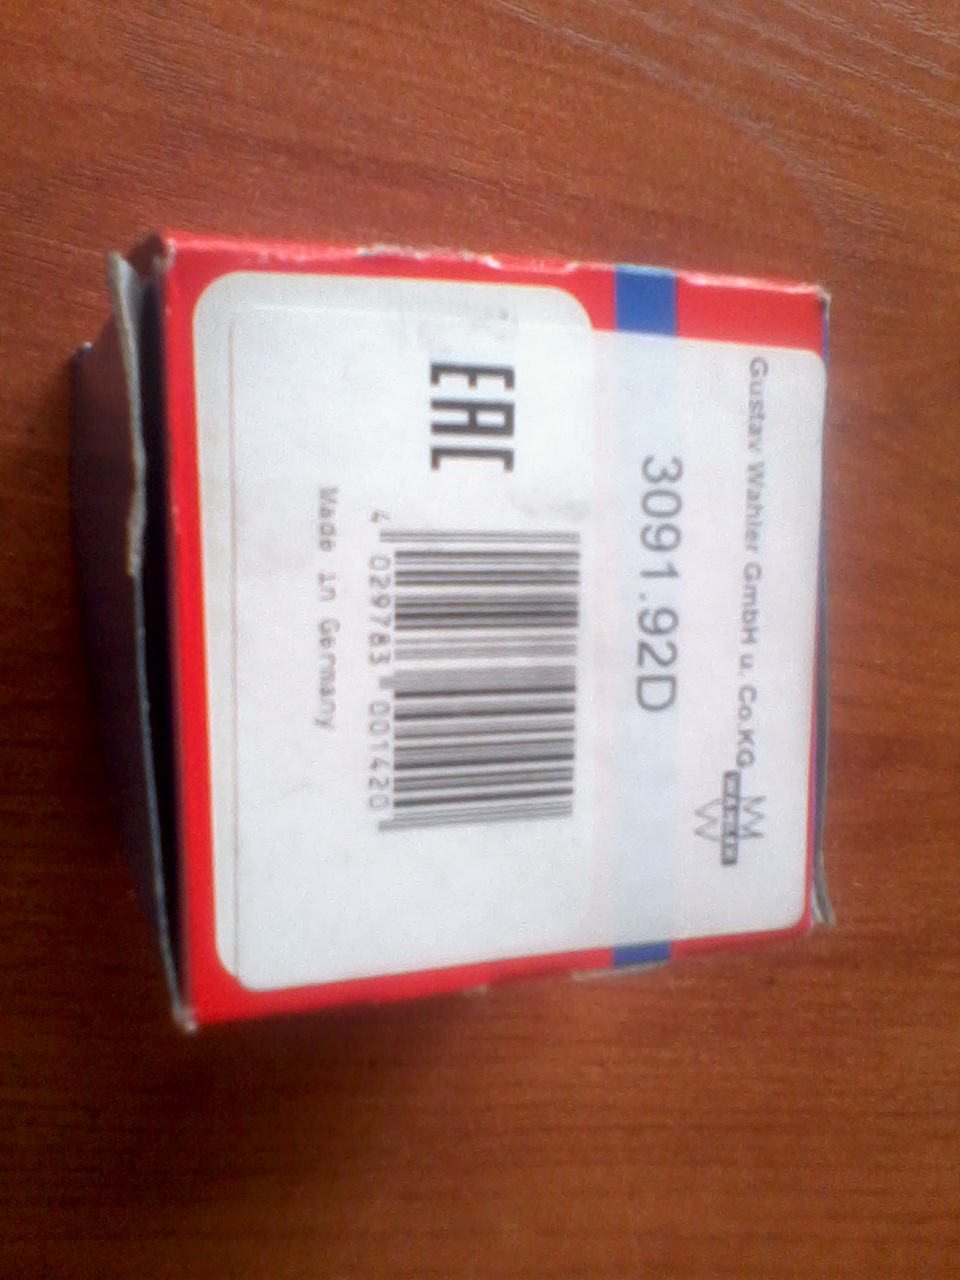 Gustav Wahler GmbH u. Co.KG
WAHLER
3091.92D
EAC
4 029783 001420
Made in Germany